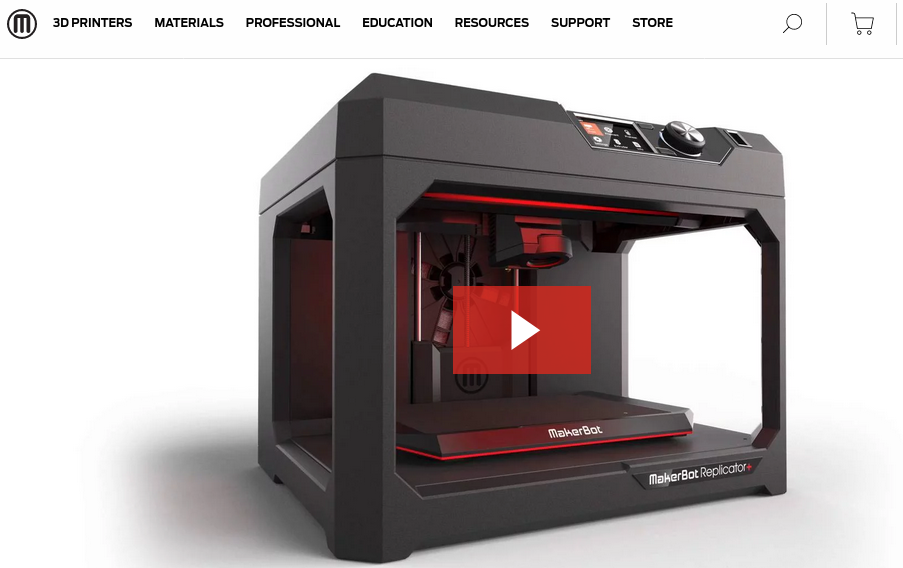 3D PRINTERS MATERIALS PROFESSIONAL EDUCATION RESOURCES SUPPORT STORE
MakerBot
MakerBot Replicator+